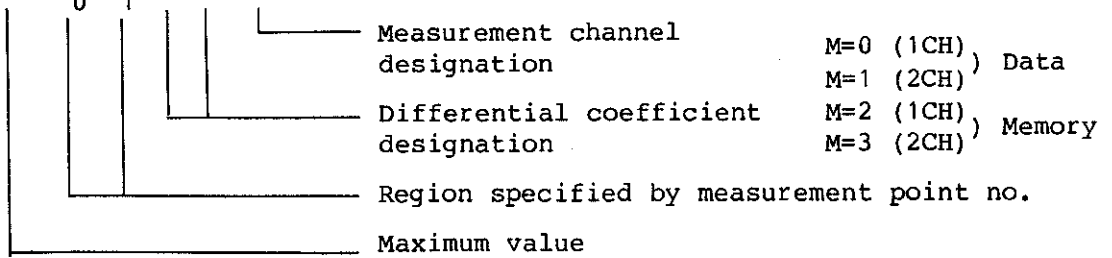 0
Measurement channel M=0 (1CH)
designation ) Data
M=1 (2CH)
Differential coefficient M=2 (1CH)
designation ) Memory
M=3 (2CH)
Region specified by measurement point no.
Maximum value